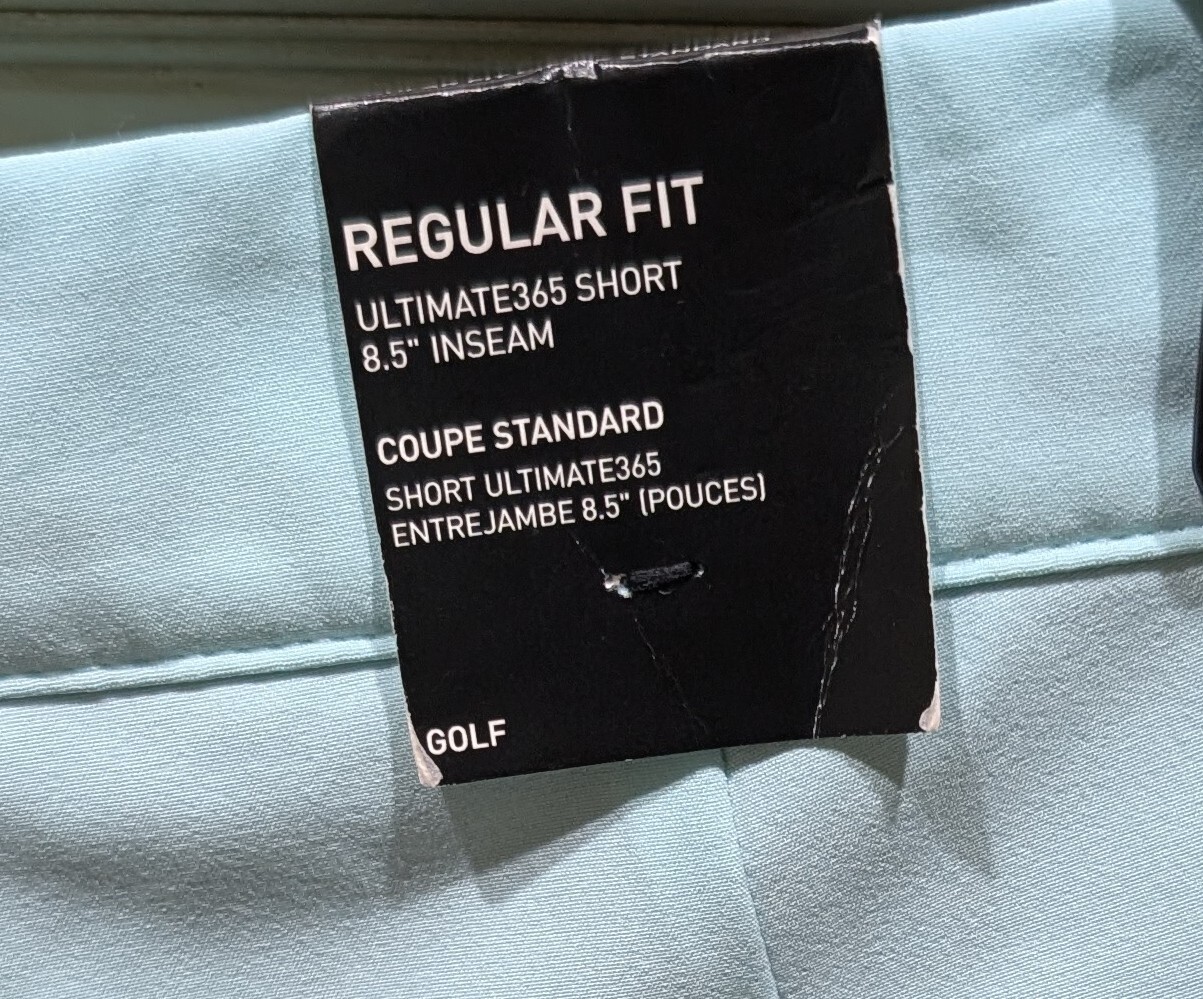 REGULAR FIT
ULTIMATE365 SHORT
8.5" INSEAM
COUPE STANDARD
SHORT ULTIMATE365
ENTREJAMBE 8.5" (POUCES)
GOLF